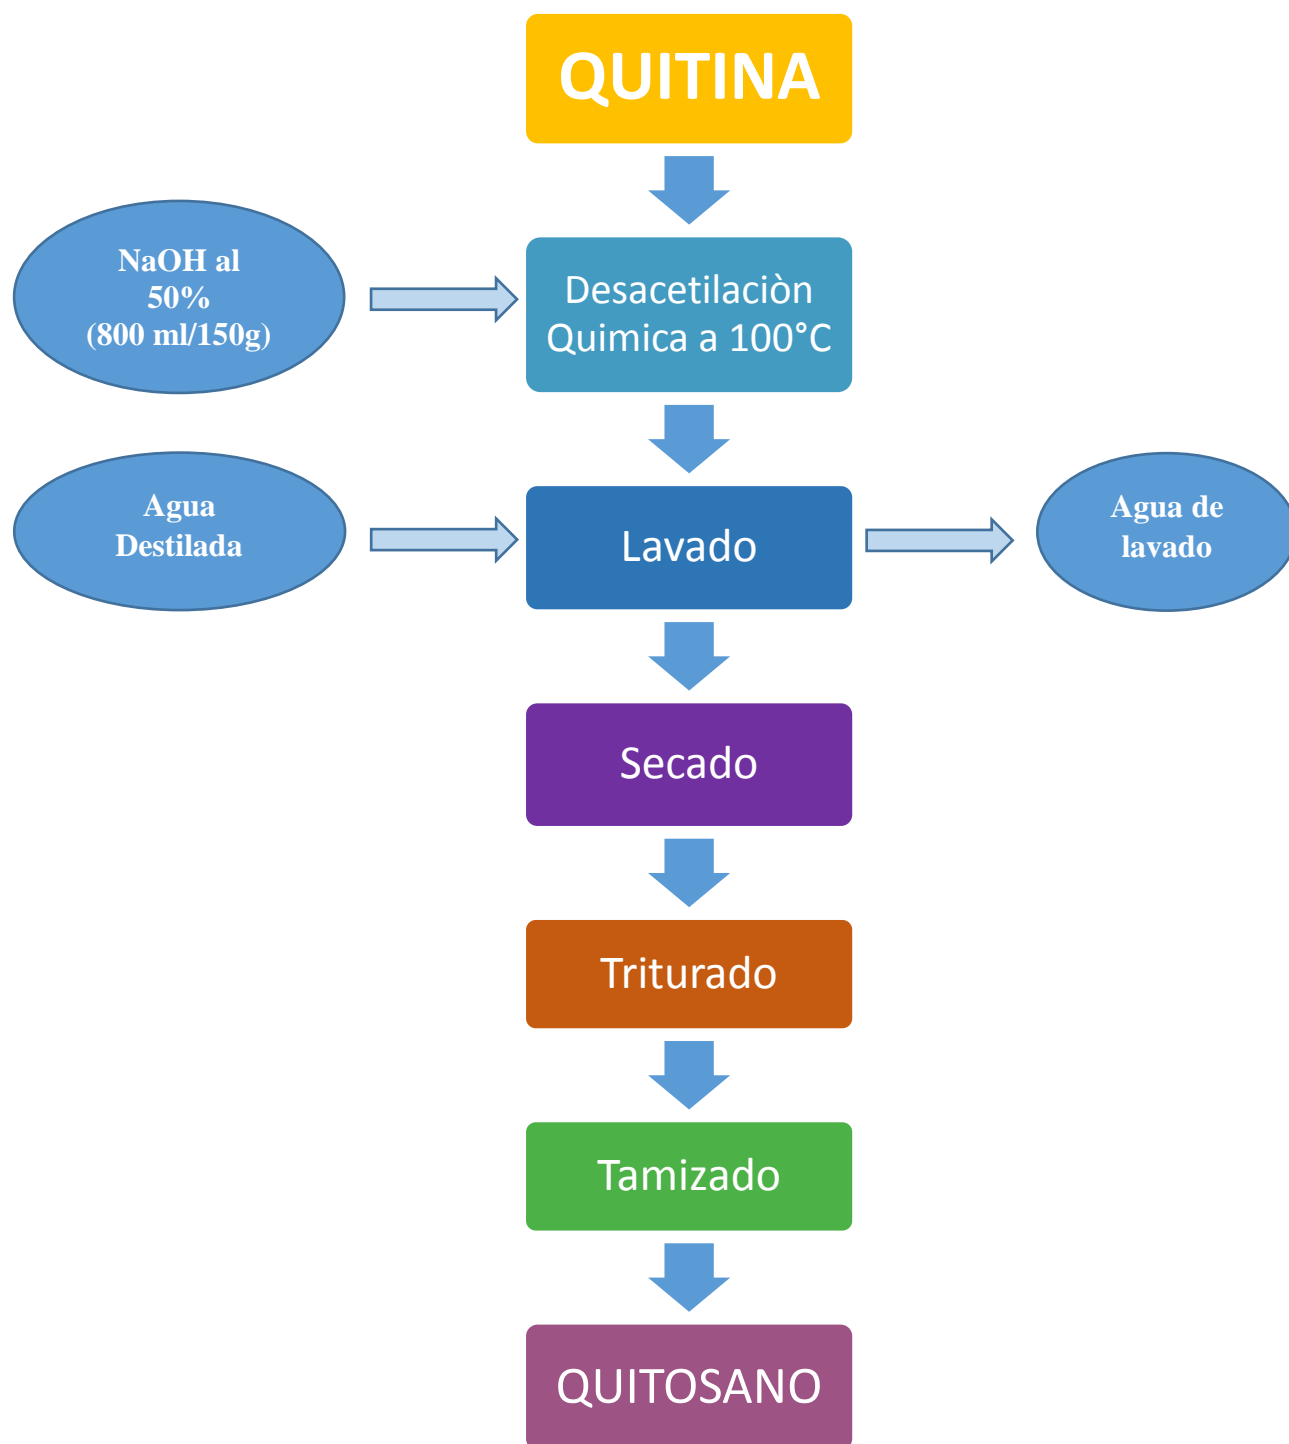 QUITINA
NaOH al
50%
(800 ml/150g)
Desacetilaciòn
Quimica a 100°C
Agua
Destilada
Lavado
Agua de
lavado
Secado
Triturado
Tamizado
QUITOSANO